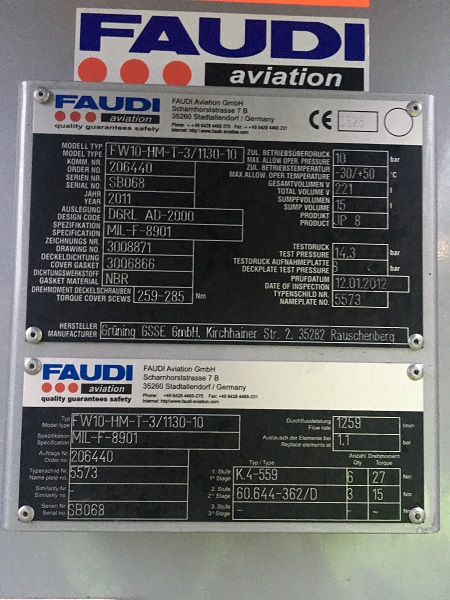 FAUDI
aviation
FAUDI
aviation
quality guarantees safety
FAUDI Aviation GmbH
Scharnhorststrasse 7 B
35260 Stadtallendorf / Germany
CE
MODELL TYP
MODEL TYPE
FW10-HM-T-3/1130-10
KOMM. NR.
ORDER NO.
206440
SERIEN NR.
SERIAL NO.
SB068
JAHR
YEAR
2011
AUSLEGUNG
DESIGN CODE
DGRL AD-2000
SPEZIFIKATION
SPECIFICATION
MIL-F-8901
ZEICHNUNGS NR.
DRAWING NO.
3008871
DECKELDICHTUNG
COVER GASKET
3006866
DICHTUNGSWERKSTOFF
GASKET MATERIAL
NBR
DREHMOMENT DECKELSCHRAUBEN
TORQUE COVER SCREWS
259-285 Nm
ZUL. BETRIEBSÜBERDRUCK
MAX. ALLOW OPER. PRESSURE
10 bar
ZUL. BETRIEBSTEMPERATUR
MAX. ALLOW. OPER. TEMPERATURE
-30/+50 °C
GESAMTVOLUMEN V
TOTAL VOLUME V
221 l
SUMPFVOLUMEN
SUMP VOLUME
15 l
PRODUKT
PRODUCT
JP 8
TESTDRUCK
TEST PRESSURE
14,3 bar
TESTDRUCK AUFNAHMEPLATTE
DECKPLATE TEST PRESSURE
bar
PRÜFDATUM
DATE OF INSPECTION
12.01.2012
TYPENSCHILD NR.
NAMEPLATE NO.
5573
HERSTELLER
MANUFACTURER
Grüning GSSE GmbH, Kirchhainer Str. 2, 35282 Rauschenberg
FAUDI
aviation
quality guarantees safety
FAUDI Aviation GmbH
Scharnhorststrasse 7 B
35260 Stadtallendorf / Germany
Typ
Model type
FW10-HM-T-3/1130-10
Spezifikation
Specification
MIL-F-8901
Auftrags Nr.
Order no.
206440
Typenschild Nr.
Name plate no.
5573
Similarity Nr.
Similarity no.
-
Serien Nr.
Serial no.
SB068
Durchflussleistung
Flow rate
1259 l/min
Austausch der Elemente bei
Replace elements at
1.1 bar
Typ / Type
Anzahl Drehmoment
Qty Torque
1. Stufe
1st Stage
K.4-559 6 27 Nm
2. Stufe
2nd Stage
60.644-362/D 3 15 Nm
3. Stufe
3rd Stage
- - - Nm